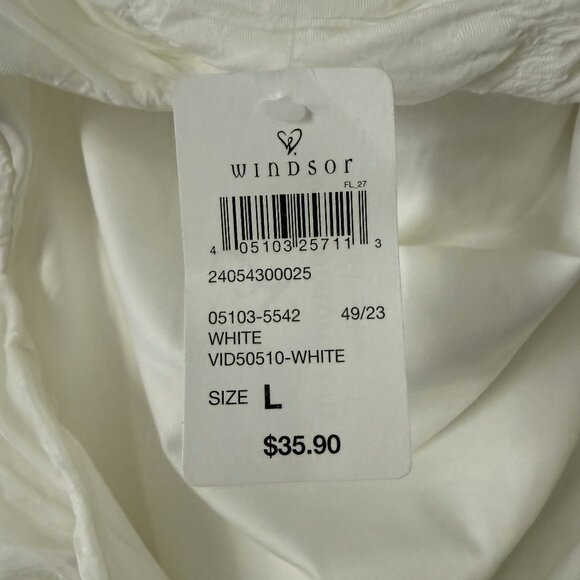 WINDSOR
FL_27
4 05103 25711 3
24054300025
05103-5542 49/23
WHITE
VID50510-WHITE
SIZE L
$35.90